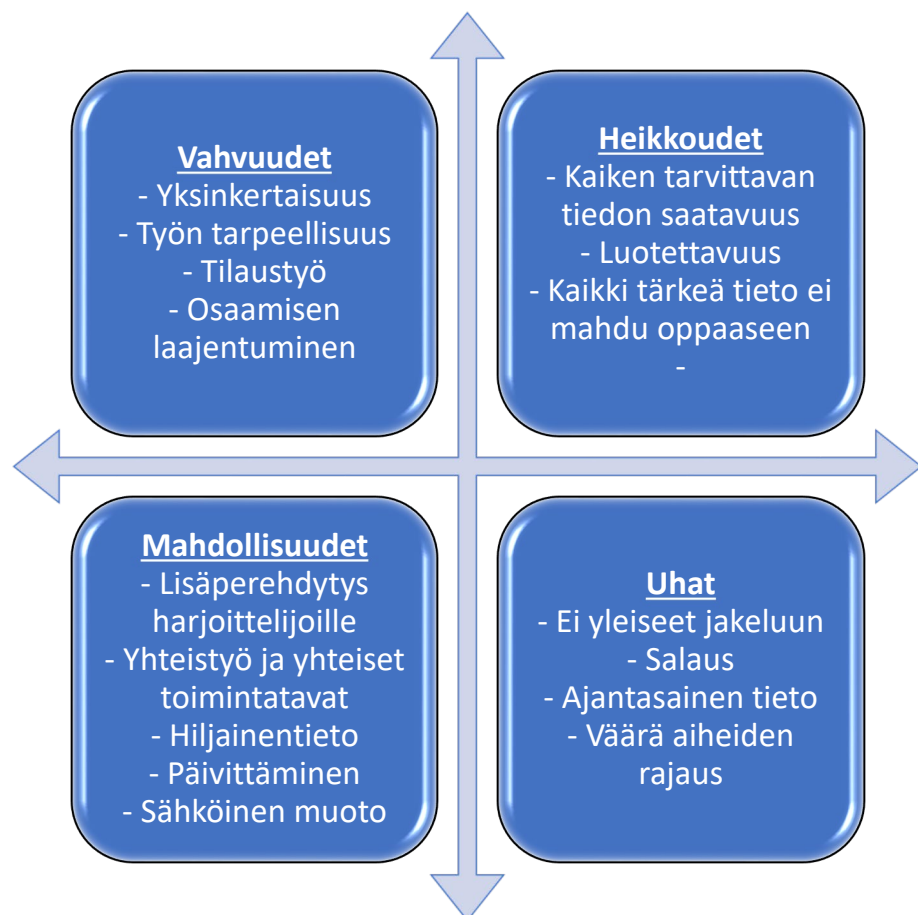 Vahvuudet
- Yksinkertaisuus
- Työn tarpeellisuus
- Tilaustyö
- Osaamisen
laajentuminen
Heikkoudet
- Kaiken tarvittavan
tiedon saatavuus
- Luotettavuus
- Kaikki tärkeä tieto ei
mahdu oppaaseen
-
Mahdollisuudet
- Lisäperehdytys
harjoittelijoille
- Yhteistyö ja yhteiset
toimintatavat
- Hiljainentieto
- Päivittäminen
- Sähköinen muoto
Uhat
- Ei yleiseet jakeluun
- Salaus
- Ajantasainen tieto
- Väärä aiheiden
rajaus